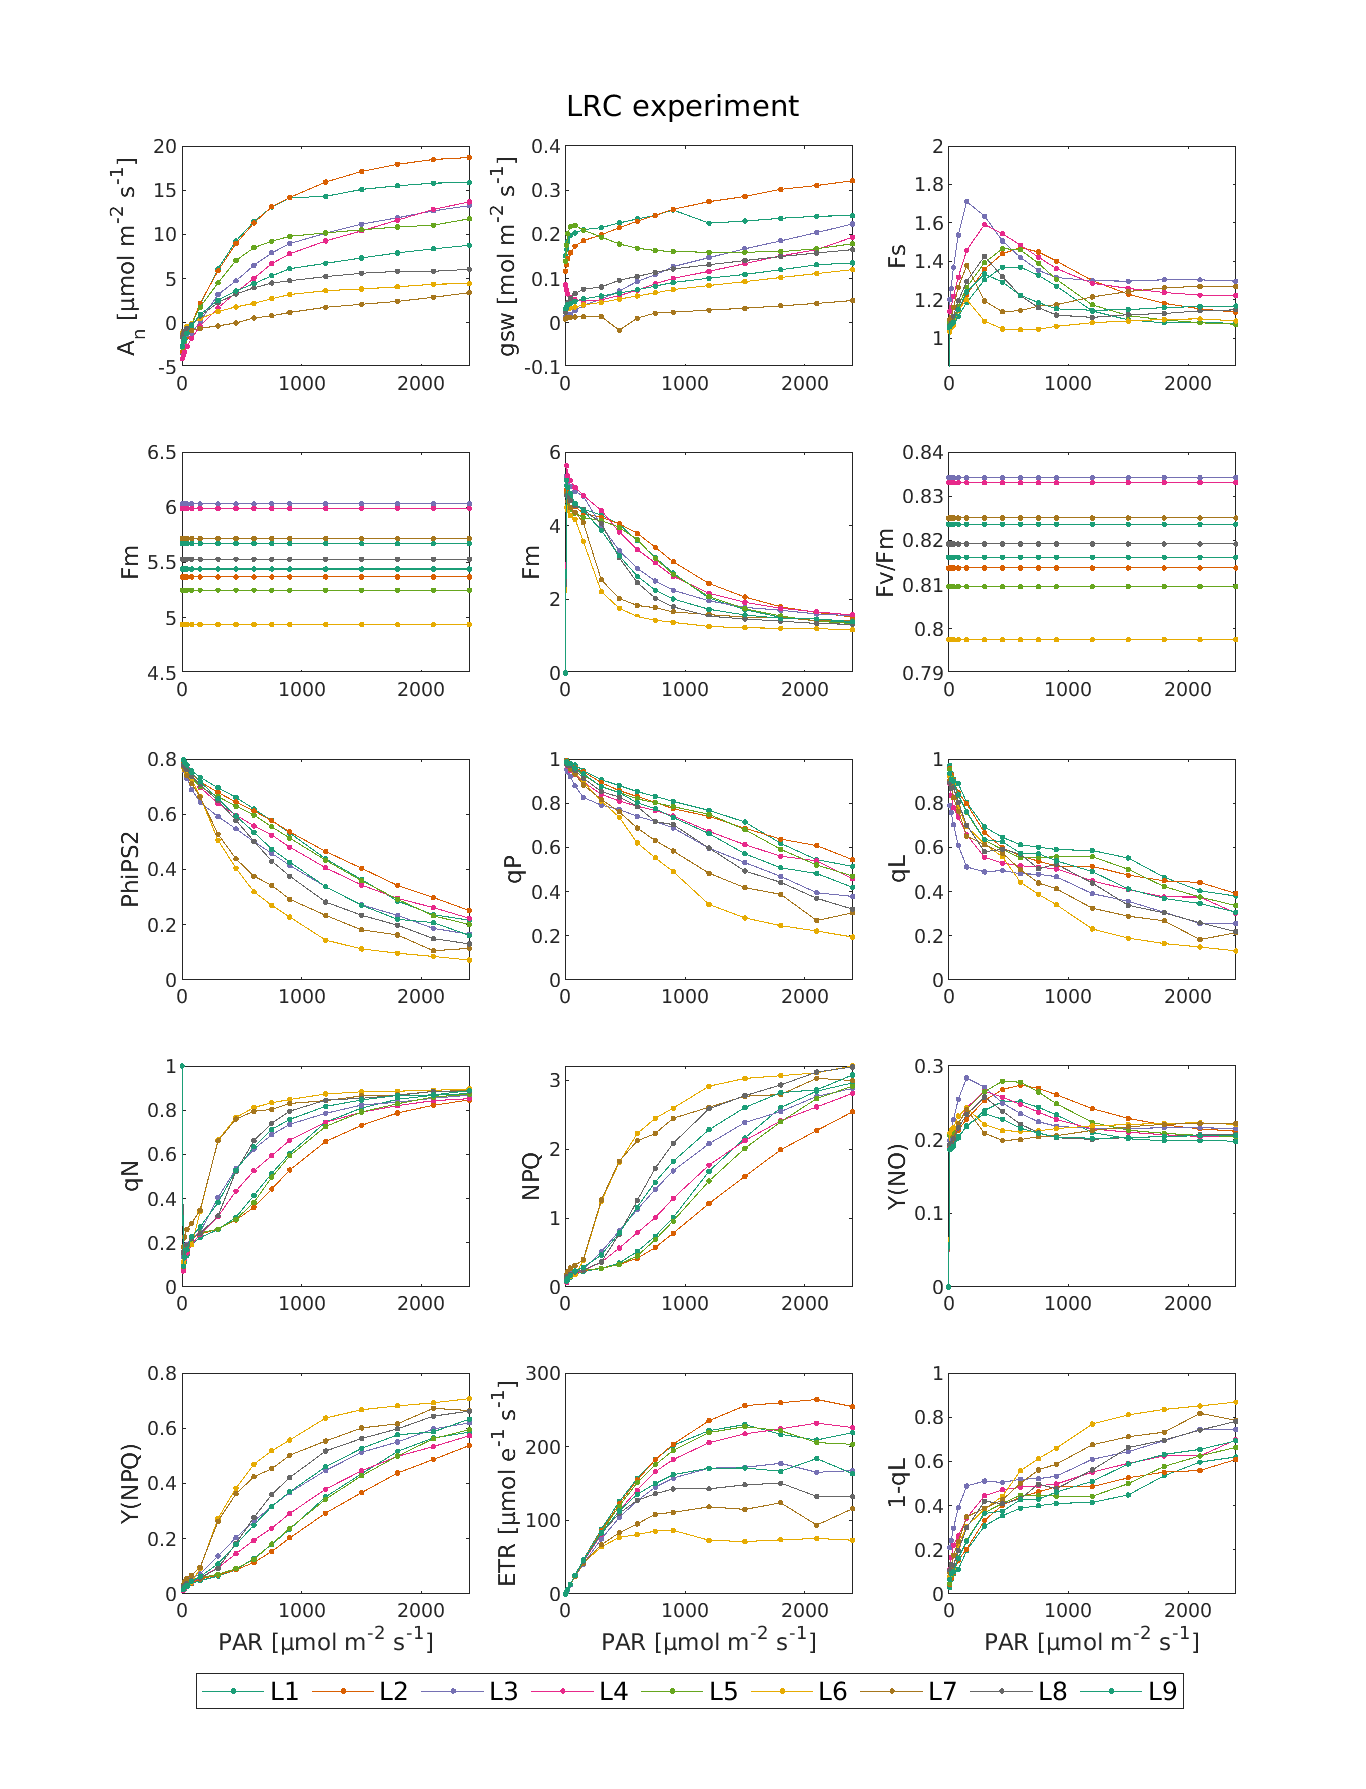 LRC experiment
20
15
10
5
0
-5
0 1000 2000
A_n [µmol m^-2 s^-1]
0.4
0.3
0.2
0.1
0
-0.1
0 1000 2000
gsw [mol m^-2 s^-1]
2
1.8
1.6
1.4
1.2
1
0 1000 2000
Fs
6.5
6
5.5
5
4.5
0 1000 2000
Fm
6
4
2
0
0 1000 2000
Fm
0.84
0.83
0.82
0.81
0.8
0.79
0 1000 2000
Fv/Fm
0.8
0.6
0.4
0.2
0
0 1000 2000
PhiPS2
1
0.8
0.6
0.4
0.2
0
0 1000 2000
qP
1
0.8
0.6
0.4
0.2
0
0 1000 2000
qL
1
0.8
0.6
0.4
0.2
0
0 1000 2000
qN
3
2
1
0
0 1000 2000
NPQ
0.3
0.2
0.1
0
0 1000 2000
Y(NO)
0.8
0.6
0.4
0.2
0
0 1000 2000
Y(NPQ)
PAR [µmol m^-2 s^-1]
300
200
100
0
0 1000 2000
ETR [µmol e^-1 s^-1]
PAR [µmol m^-2 s^-1]
1
0.8
0.6
0.4
0.2
0
0 1000 2000
1-qL
PAR [µmol m^-2 s^-1]
L1 L2 L3 L4 L5 L6 L7 L8 L9